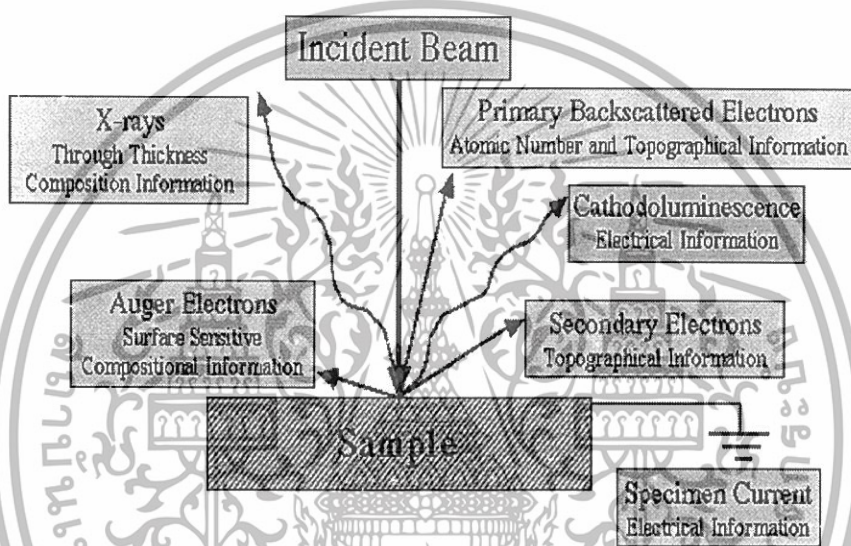 Incident Beam
X-rays
Through Thickness
Composition Information
Primary Backscattered Electrons
Atomic Number and Topographical Information
Cathodoluminescence
Electrical Information
Auger Electrons
Surface Sensitive
Compositional Information
Secondary Electrons
Topographical Information
Sample
Specimen Current
Electrical Information